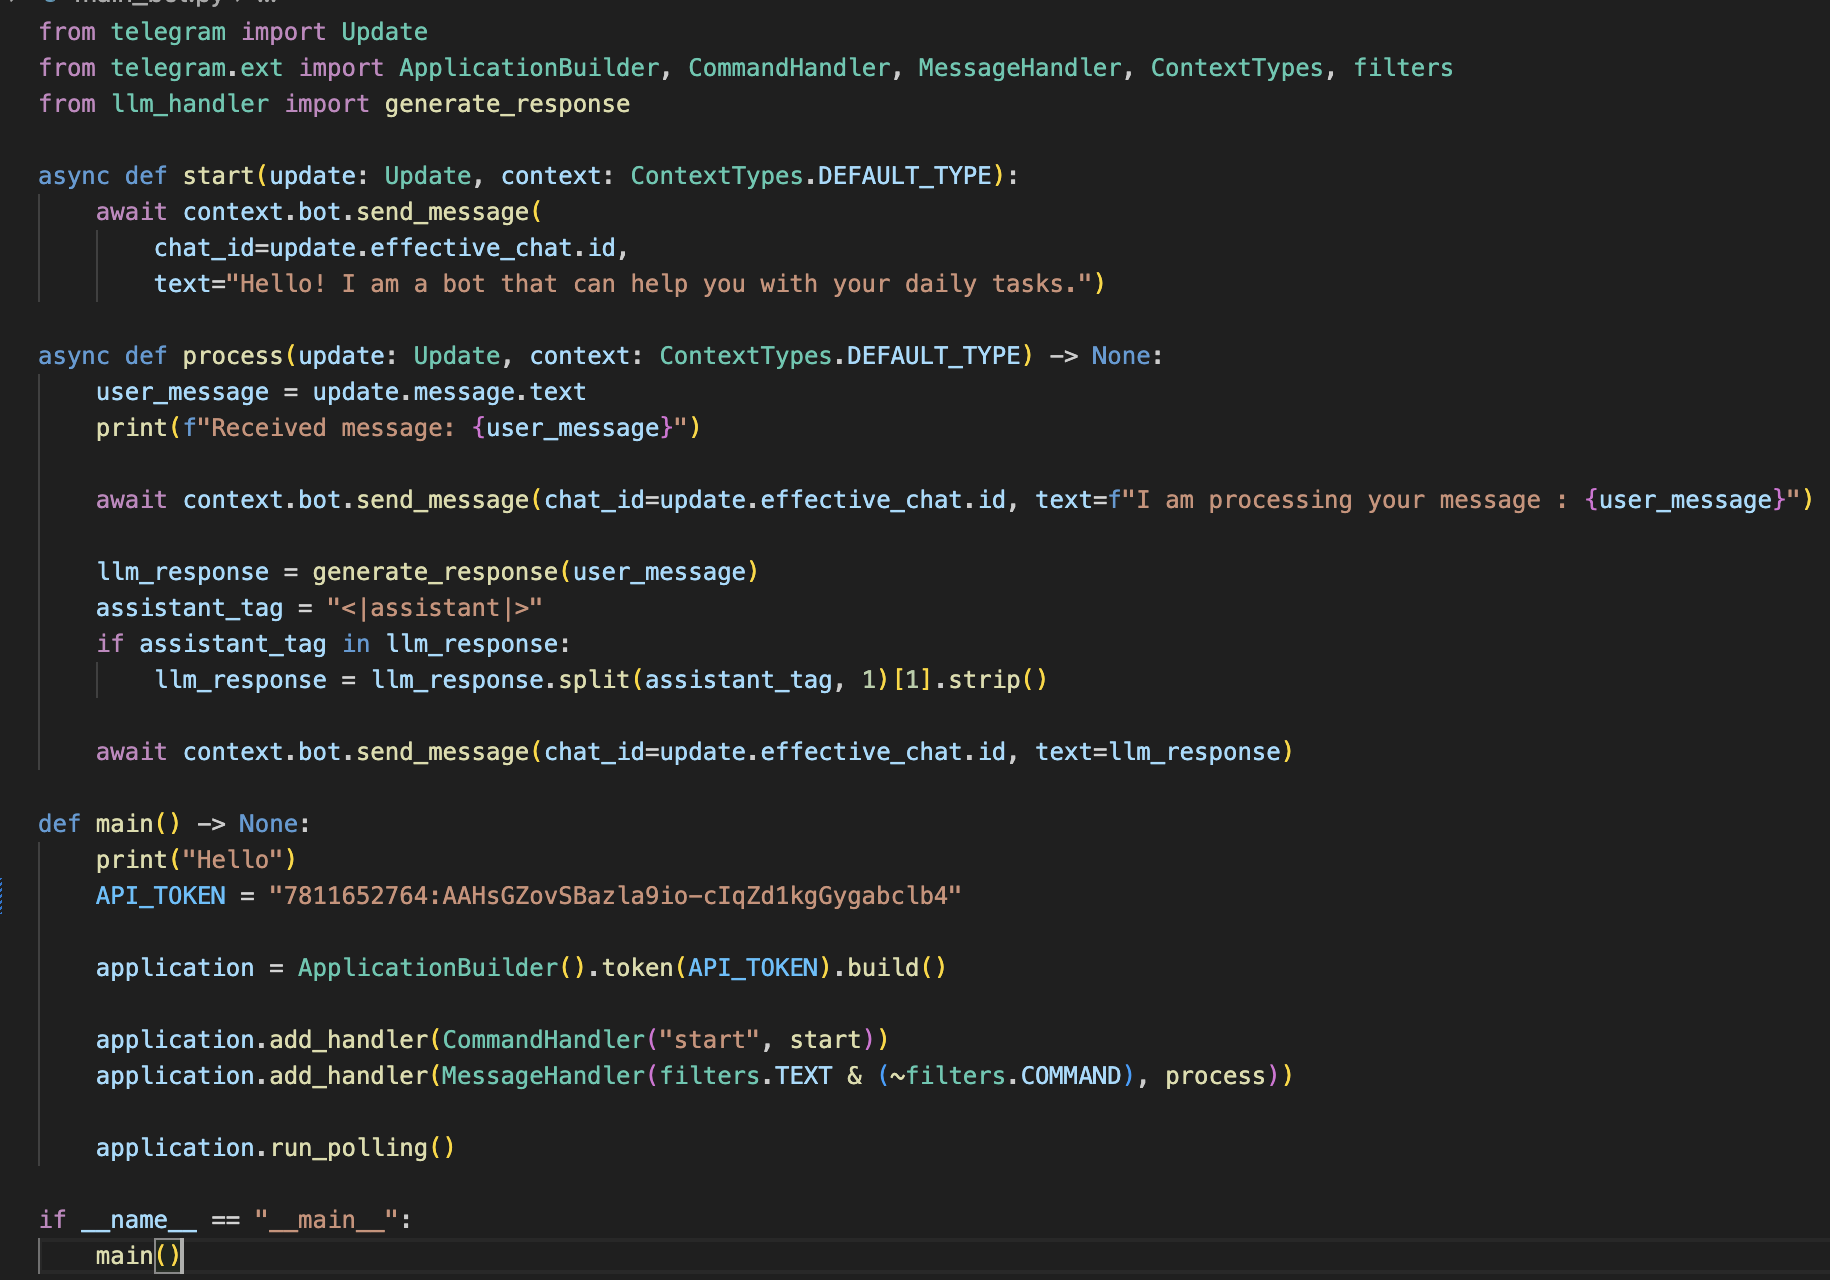 from telegram import Update
from telegram.ext import ApplicationBuilder, CommandHandler, MessageHandler, ContextTypes, filters
from llm_handler import generate_response

async def start(update: Update, context: ContextTypes.DEFAULT_TYPE):
    await context.bot.send_message(
        chat_id=update.effective_chat.id,
        text="Hello! I am a bot that can help you with your daily tasks.")

async def process(update: Update, context: ContextTypes.DEFAULT_TYPE) -> None:
    user_message = update.message.text
    print(f"Received message: {user_message}")

    await context.bot.send_message(chat_id=update.effective_chat.id, text=f"I am processing your message : {user_message}")

    llm_response = generate_response(user_message)
    assistant_tag = "<|assistant|>"
    if assistant_tag in llm_response:
        llm_response = llm_response.split(assistant_tag, 1)[1].strip()

    await context.bot.send_message(chat_id=update.effective_chat.id, text=llm_response)

def main() -> None:
    print("Hello")
    API_TOKEN = "7811652764:AAHsGZovSBazla9io-cIqZd1kgGygabclb4"

    application = ApplicationBuilder().token(API_TOKEN).build()

    application.add_handler(CommandHandler("start", start))
    application.add_handler(MessageHandler(filters.TEXT & (~filters.COMMAND), process))

    application.run_polling()

if __name__ == "__main__":
    main()